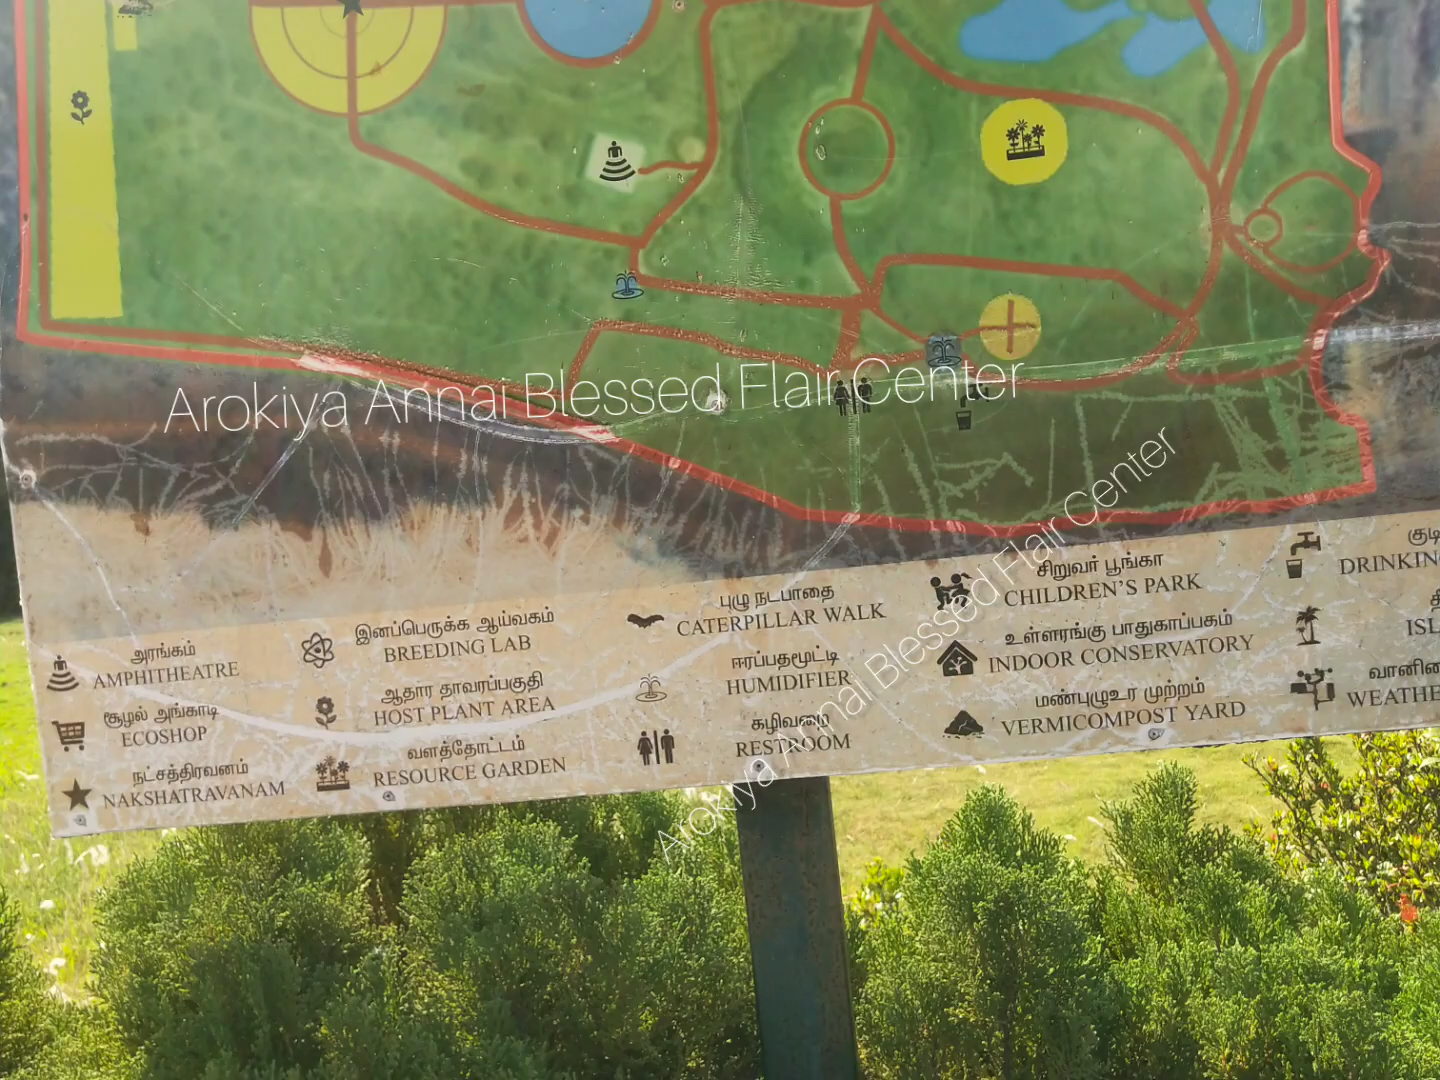 Arokiya Annai Blessed Flair Center
Arokiya Annai Blessed Flair Center
அரங்கம்
AMPHITHEATRE
சூழல் அங்காடி
ECOSHOP
நட்சத்திரவனம்
NAKSHATRAVANAM
இனப்பெருக்க ஆய்வகம்
BREEDING LAB
ஆதார தாவரப்பகுதி
HOST PLANT AREA
வளத்தோட்டம்
RESOURCE GARDEN
புழு நடபாதை
CATERPILLAR WALK
ஈரப்பதமூட்டி
HUMIDIFIER
கழிவறை
RESTROOM
சிறுவர் பூங்கா
CHILDREN'S PARK
உள்ளரங்கு பாதுகாப்பகம்
INDOOR CONSERVATORY
மண்புழுஉர முற்றம்
VERMICOMPOST YARD
DRINKING